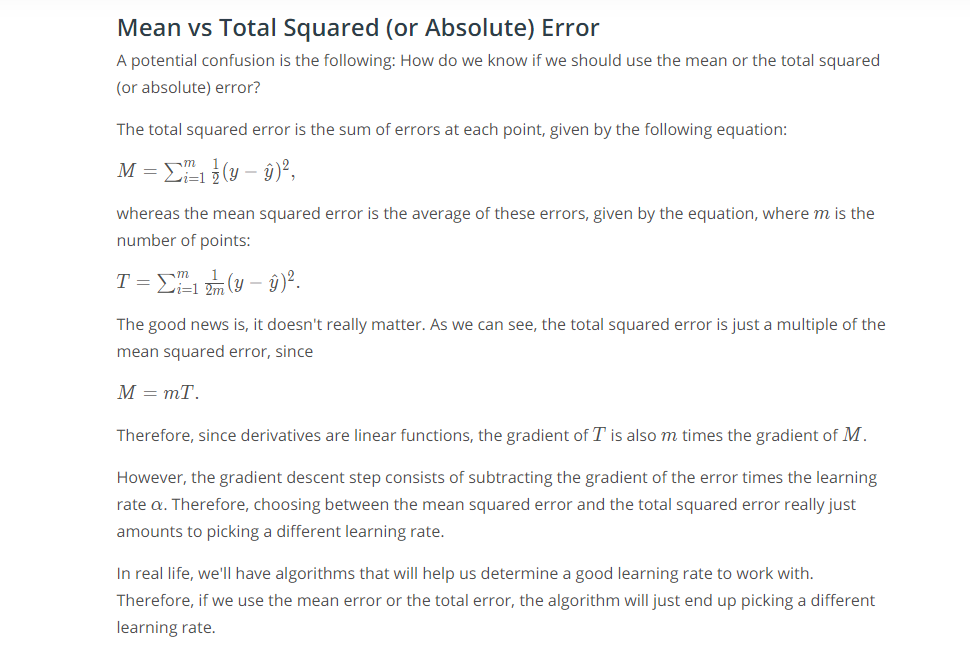 Mean vs Total Squared (or Absolute) Error
A potential confusion is the following: How do we know if we should use the mean or the total squared
(or absolute) error?
The total squared error is the sum of errors at each point, given by the following equation:
M = ∑ᵢ₌₁ᵐ ½(y − ŷ)²,
whereas the mean squared error is the average of these errors, given by the equation, where m is the
number of points:
T = ∑ᵢ₌₁ᵐ 1/2m (y − ŷ)².
The good news is, it doesn't really matter. As we can see, the total squared error is just a multiple of the
mean squared error, since
M = mT.
Therefore, since derivatives are linear functions, the gradient of T is also m times the gradient of M.
However, the gradient descent step consists of subtracting the gradient of the error times the learning
rate α. Therefore, choosing between the mean squared error and the total squared error really just
amounts to picking a different learning rate.
In real life, we'll have algorithms that will help us determine a good learning rate to work with.
Therefore, if we use the mean error or the total error, the algorithm will just end up picking a different
learning rate.